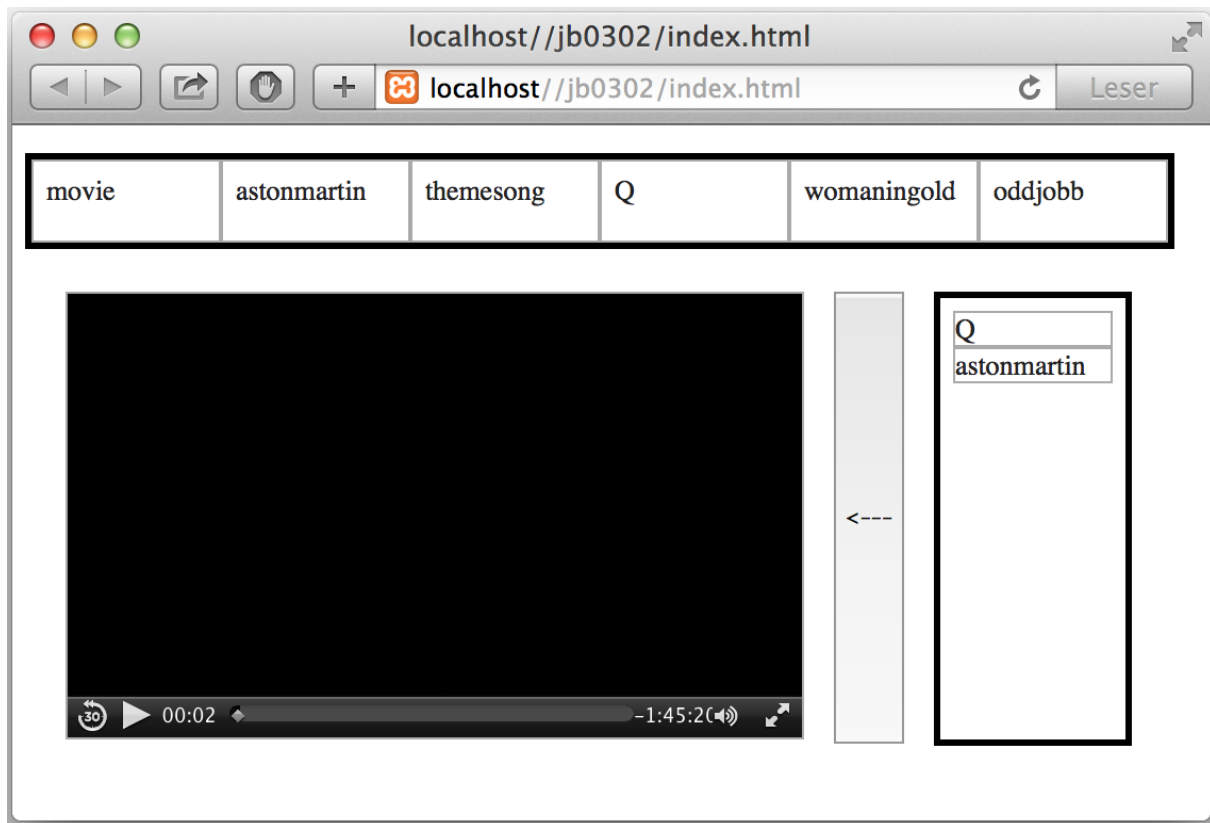 localhost//jb0302/index.html
localhost//jb0302/index.html Leser
movie astonmartin themesong Q womaningold oddjobb
Q
astonmartin
<---
30 00:02 -1:45:20